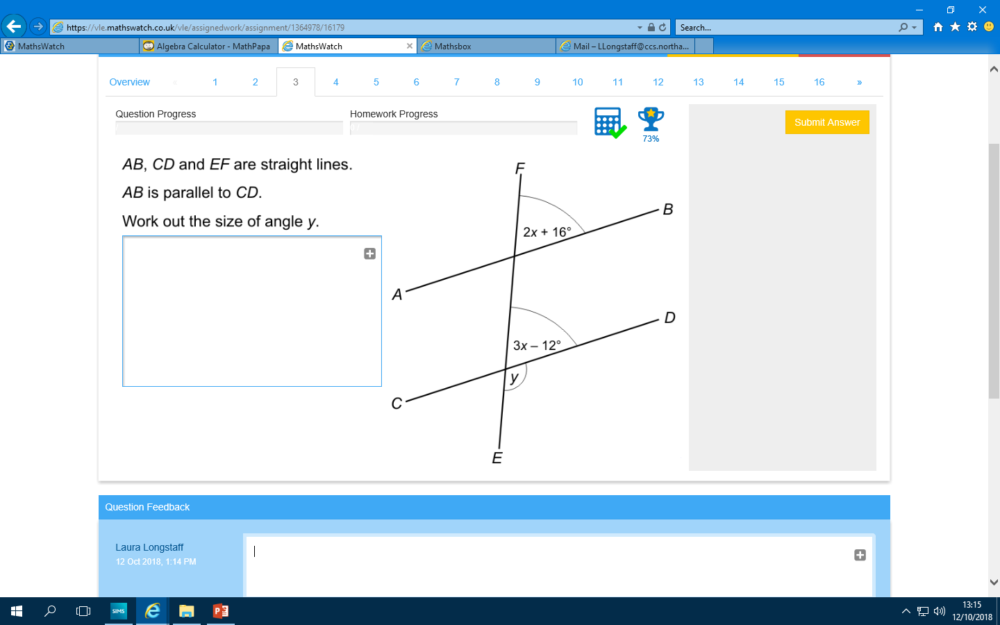 https://vle.mathswatch.co.uk/vle/assignedwork/assignment/1364978/16179
Search...
MathsWatch
Algebra Calculator - MathPapa
MathsWatch
Mathsbox
Mail – LLongstaff@ccs.northa...
Overview « 1 2 3 4 5 6 7 8 9 10 11 12 13 14 15 16 »
Question Progress
Homework Progress
73%
Submit Answer
AB, CD and EF are straight lines.
AB is parallel to CD.
Work out the size of angle y.
F
B
2x + 16°
A
D
3x – 12°
y
C
E
Question Feedback
Laura Longstaff
12 Oct 2018, 1:14 PM
SIMS
13:15
12/10/2018